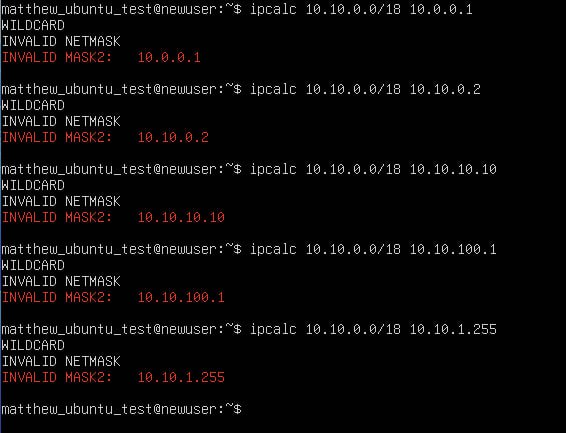 matthew_ubuntu_test@newuser:~$ ipcalc 10.10.0.0/18 10.0.0.1
WILDCARD
INVALID NETMASK
INVALID MASK2:   10.0.0.1
matthew_ubuntu_test@newuser:~$ ipcalc 10.10.0.0/18 10.10.0.2
WILDCARD
INVALID NETMASK
INVALID MASK2:   10.10.0.2
matthew_ubuntu_test@newuser:~$ ipcalc 10.10.0.0/18 10.10.10.10
WILDCARD
INVALID NETMASK
INVALID MASK2:   10.10.10.10
matthew_ubuntu_test@newuser:~$ ipcalc 10.10.0.0/18 10.10.100.1
WILDCARD
INVALID NETMASK
INVALID MASK2:   10.10.100.1
matthew_ubuntu_test@newuser:~$ ipcalc 10.10.0.0/18 10.10.1.255
WILDCARD
INVALID NETMASK
INVALID MASK2:   10.10.1.255
matthew_ubuntu_test@newuser:~$